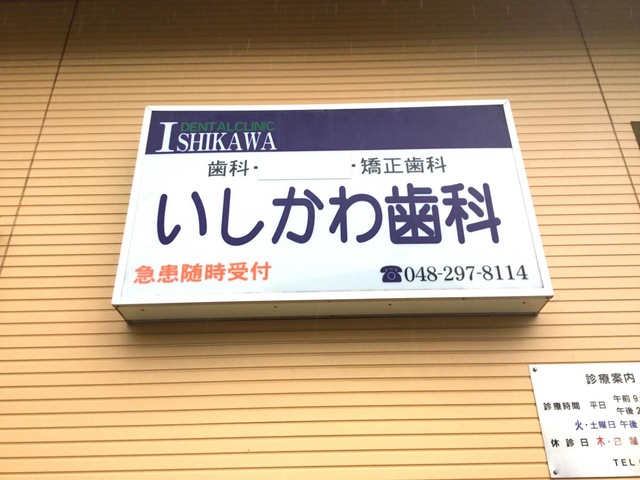 DENTAL CLINIC
ISHIKAWA
歯科・ ・矯正歯科
いしかわ歯科
急患随時受付
☎048-297-8114
診療案内
診療時間 平日 午前9
午後2
火・土曜日 午後
休診日 木・日
TEL